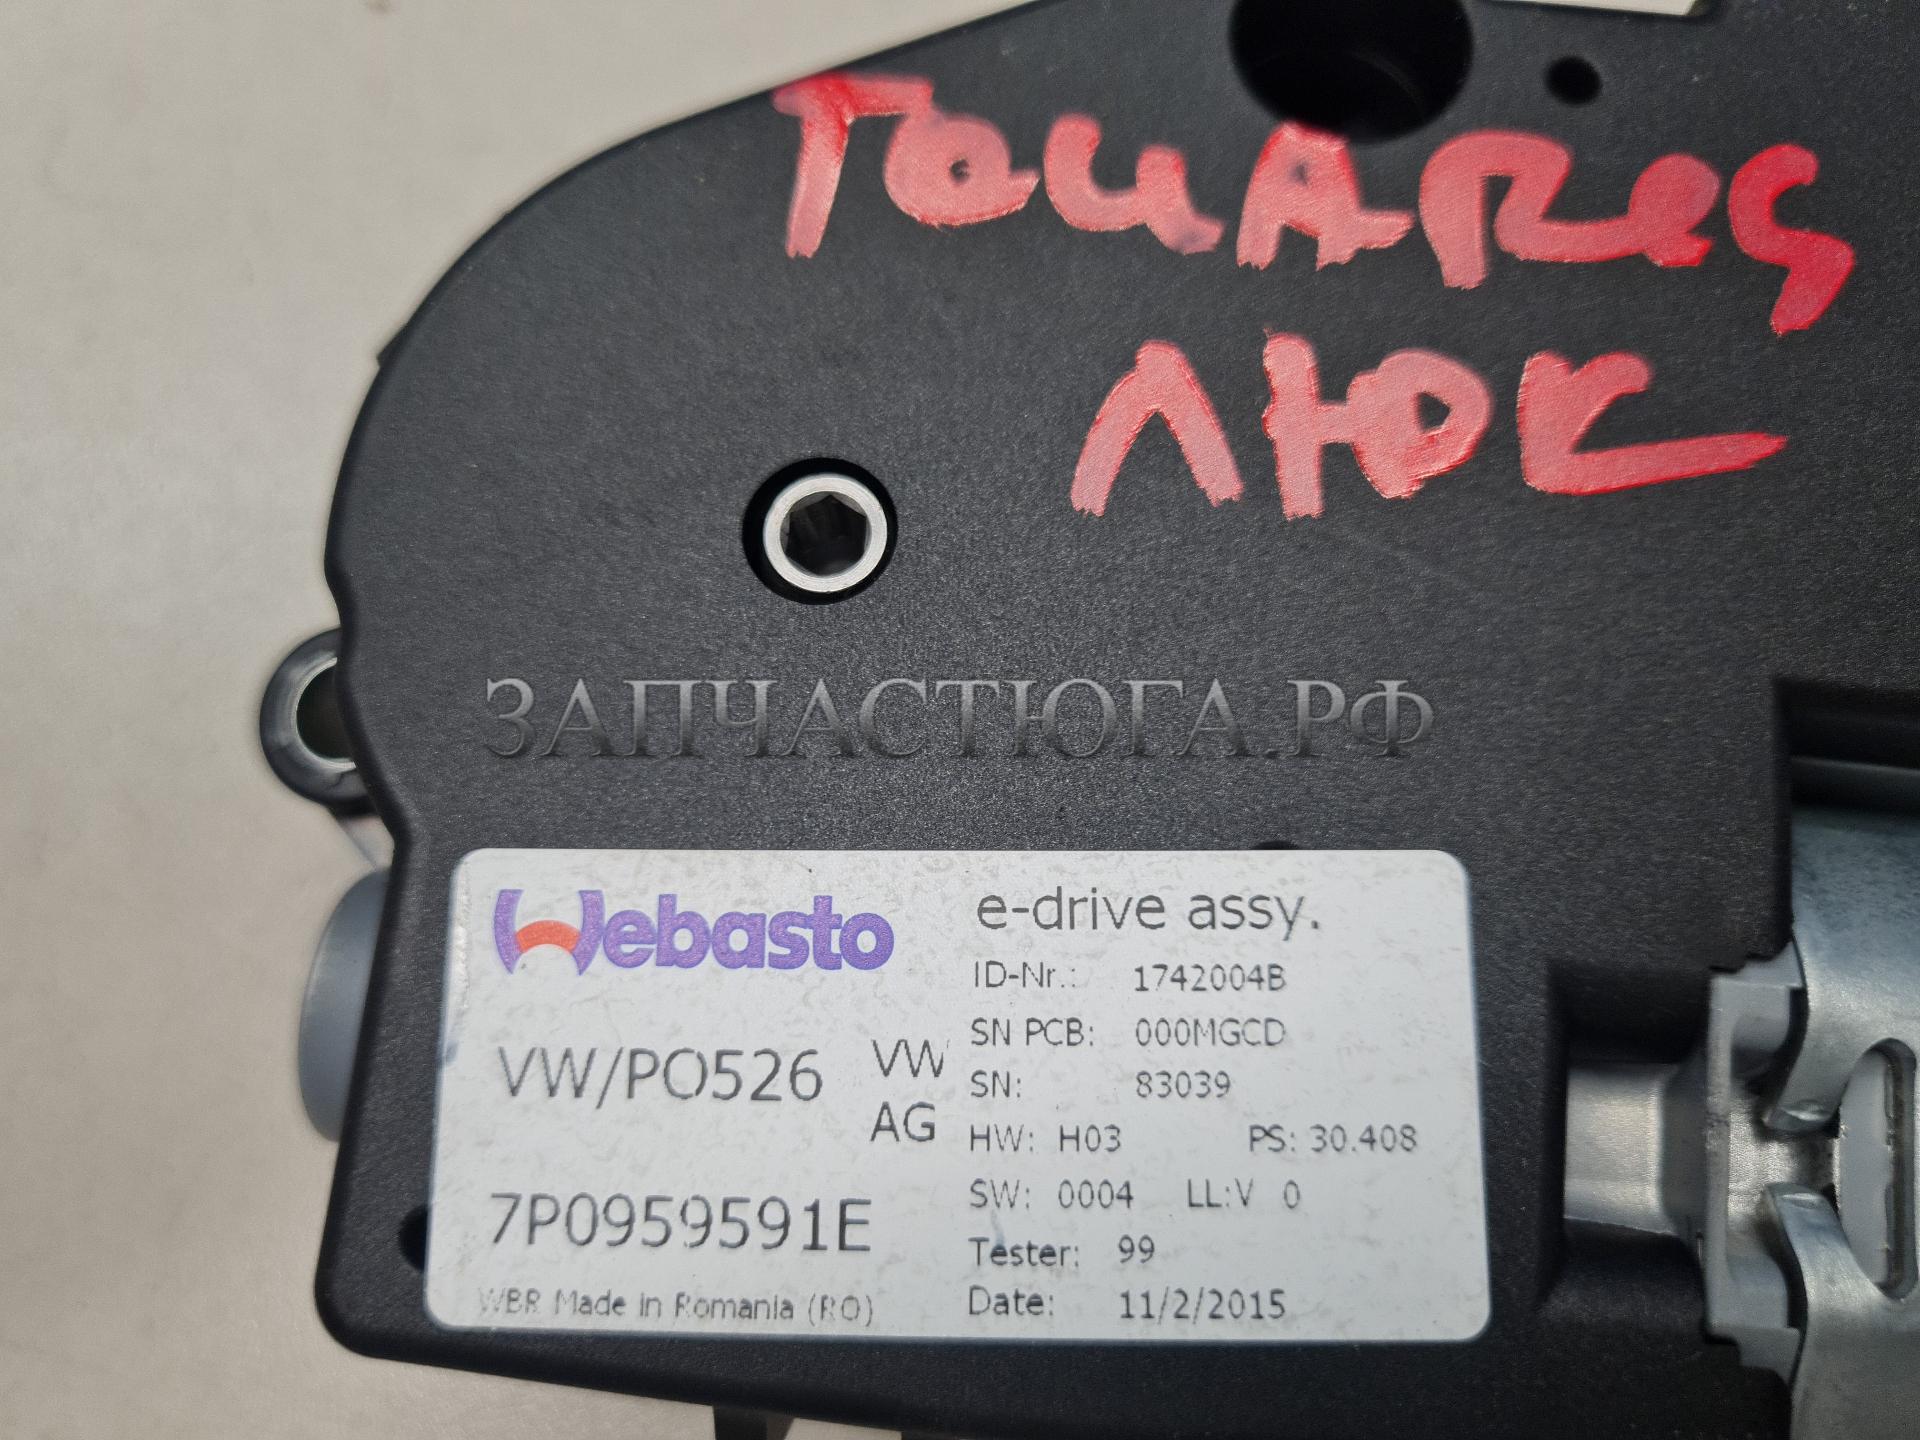 TOUAREG
ЛЮК
ЗАПЧАСТЮГА.РФ
Webasto
e-drive assy.
ID-Nr.: 1742004B
SN PCB: 000MGCD
VW/PO526 VW AG
SN: 83039
HW: H03 PS: 30.408
7P0959591E
SW: 0004 LL:V 0
Tester: 99
WBR Made in Romania (RO)
Date: 11/2/2015